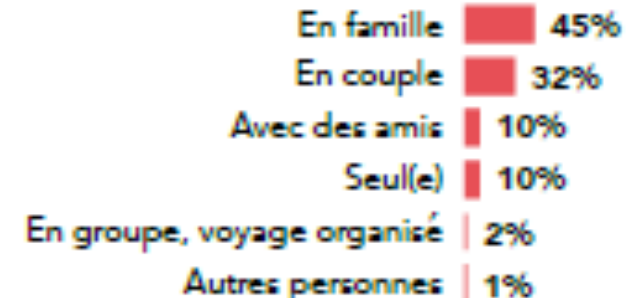 En famille 45%
En couple 32%
Avec des amis 10%
Seul(e) 10%
En groupe, voyage organisé 2%
Autres personnes 1%